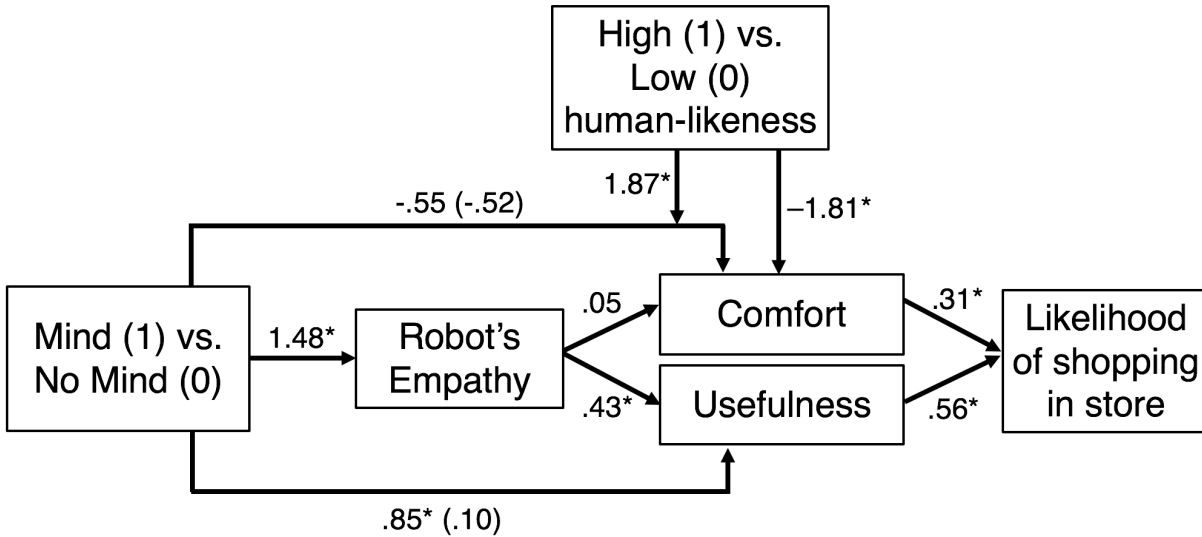 High (1) vs.
Low (0)
human-likeness
1.87*
–1.81*
-.55 (-.52)
Mind (1) vs.
No Mind (0)
1.48*
Robot's
Empathy
.05
.43*
Comfort
Usefulness
.31*
.56*
Likelihood
of shopping
in store
.85* (.10)